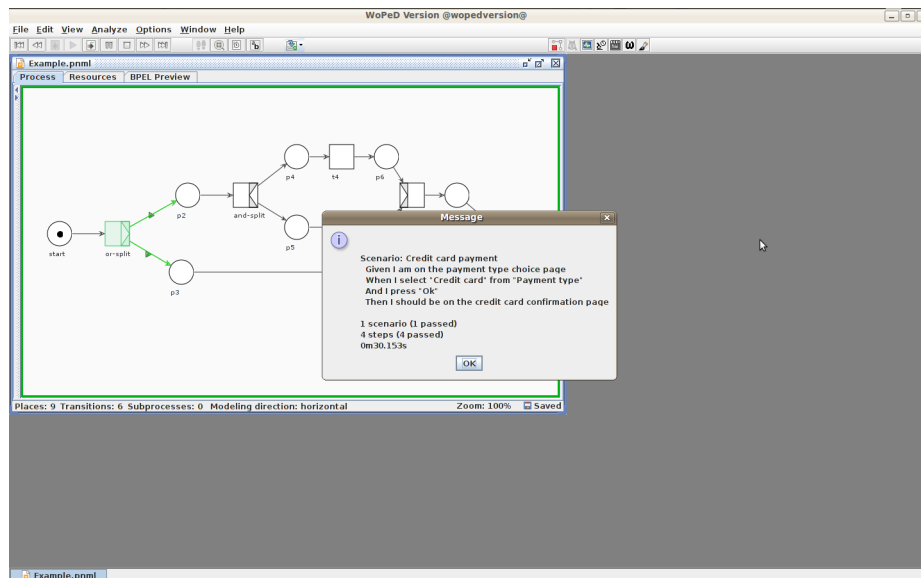 WoPeD Version @wopedversion@
File Edit View Analyze Options Window Help
Example.pnml
Process Resources BPEL Preview
p4
t4
p6
p2
and-split
start
or-split
p5
p3
Message
Scenario: Credit card payment
Given I am on the payment type choice page
When I select "Credit card" from "Payment type"
And I press "Ok"
Then I should be on the credit card confirmation page
1 scenario (1 passed)
4 steps (4 passed)
0m30.153s
OK
Places: 9 Transitions: 6 Subprocesses: 0 Modeling direction: horizontal
Zoom: 100%
Saved
Example.pnml